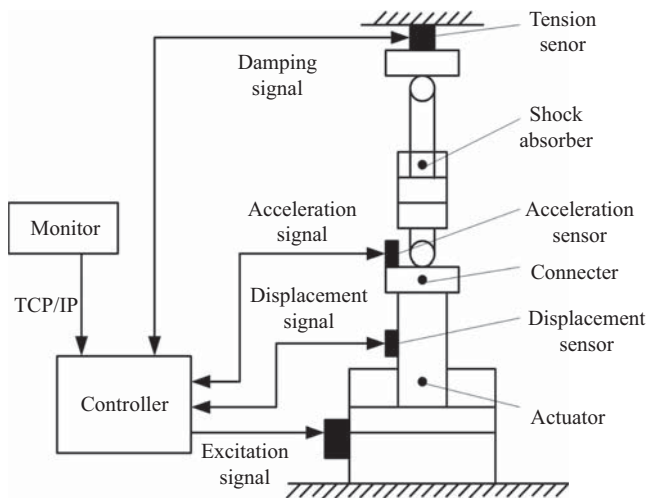 Tension
senor
Damping
signal
Shock
absorber
Monitor
Acceleration
signal
Acceleration
sensor
Connecter
TCP/IP
Displacement
signal
Displacement
sensor
Controller
Actuator
Excitation
signal